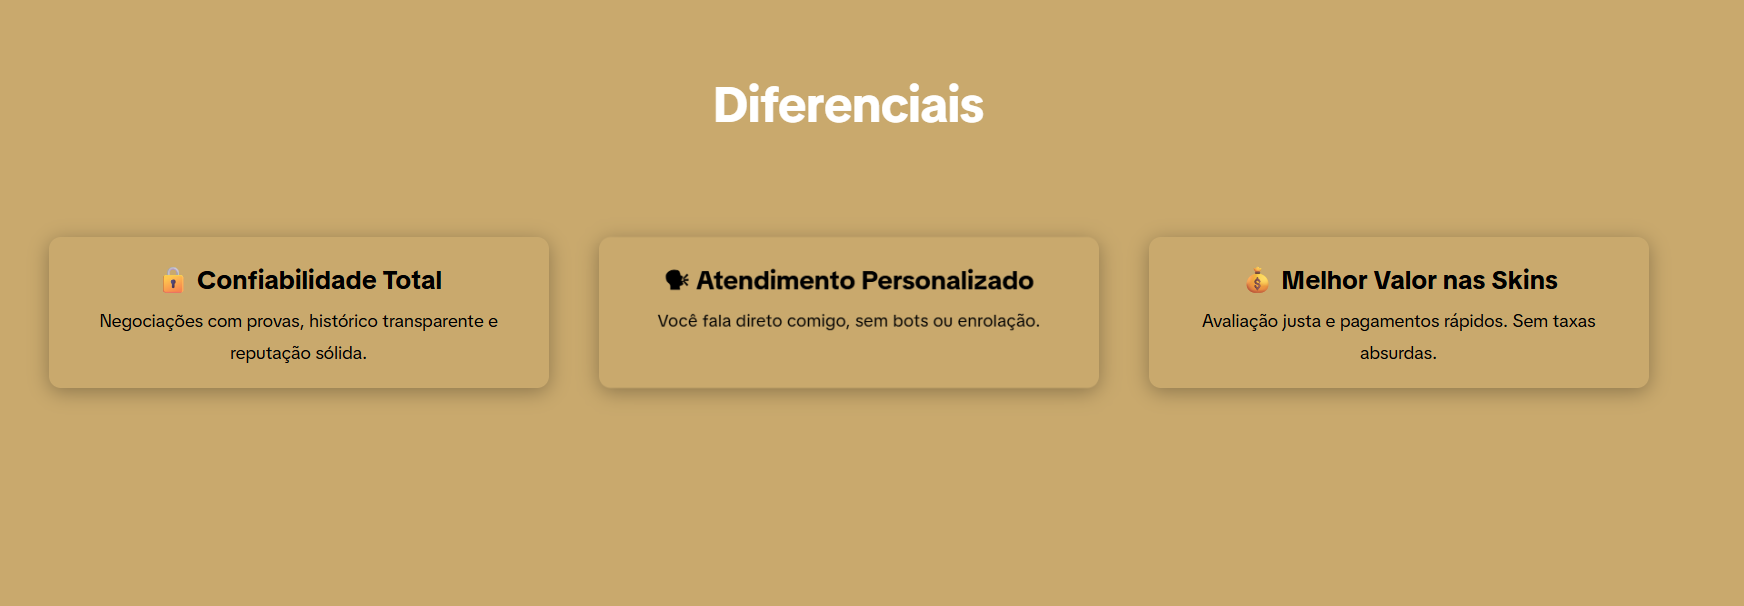 Diferenciais
🔒 Confiabilidade Total
Negociações com provas, histórico transparente e
reputação sólida.
🗣 Atendimento Personalizado
Você fala direto comigo, sem bots ou enrolação.
💰 Melhor Valor nas Skins
Avaliação justa e pagamentos rápidos. Sem taxas
absurdas.